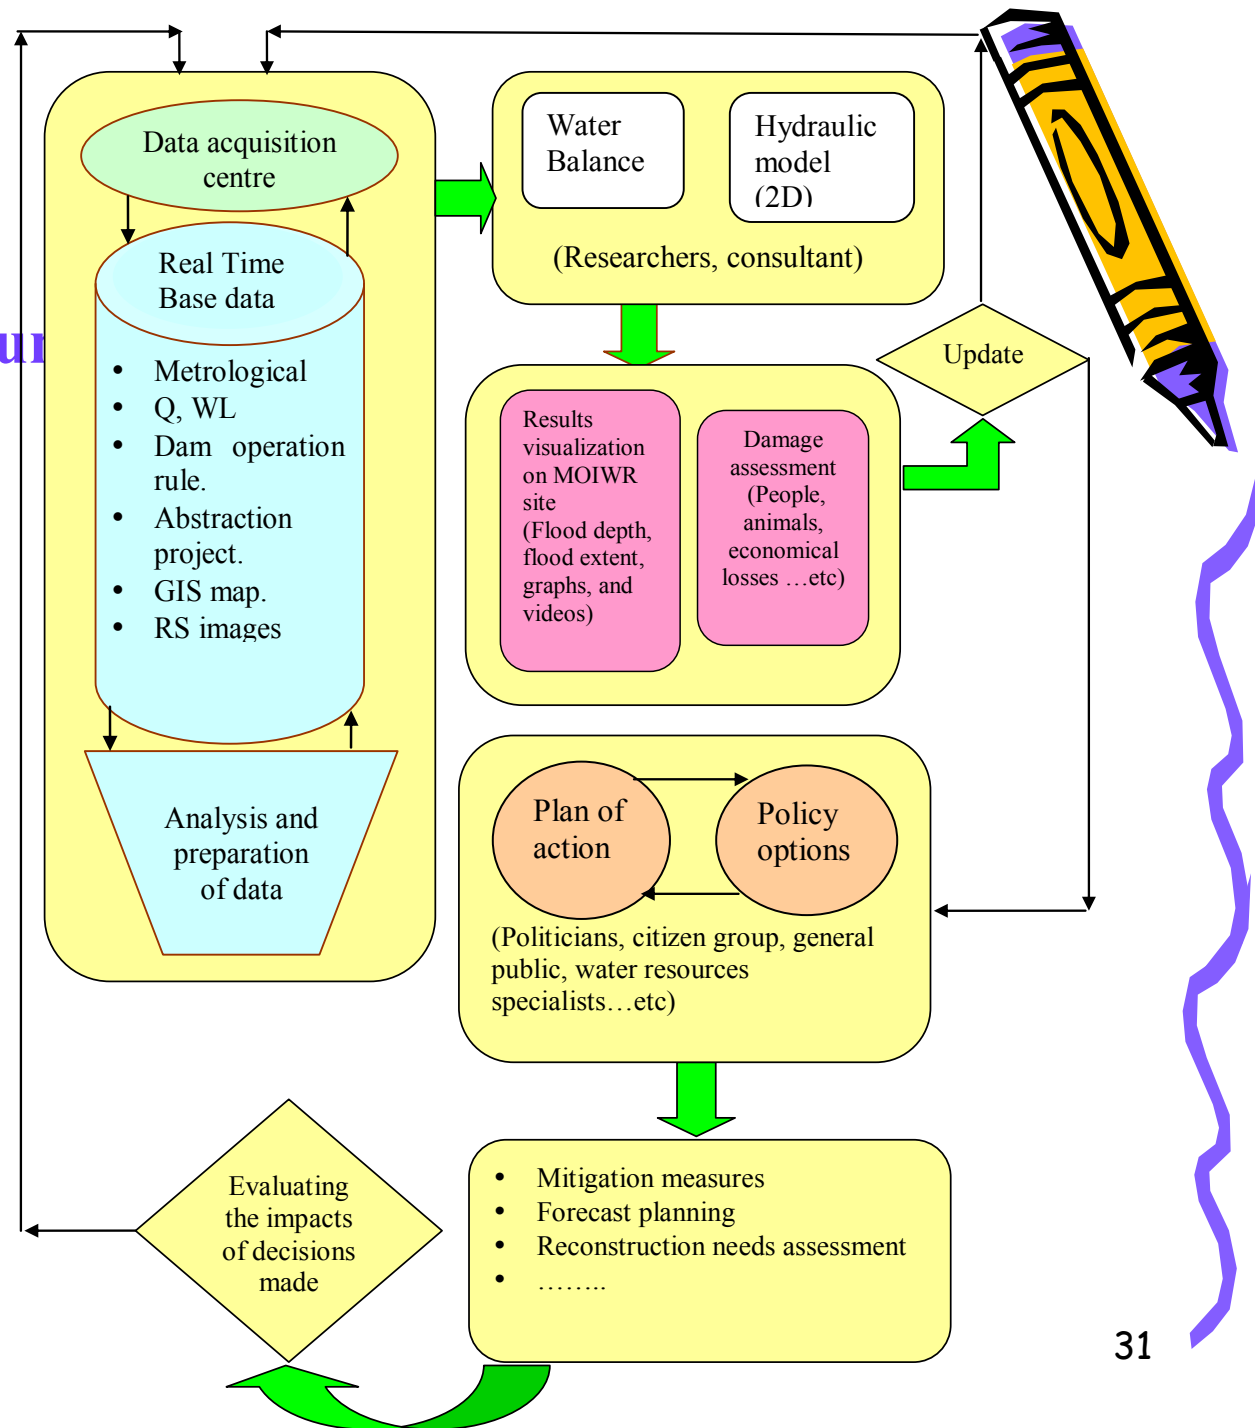 Data acquisition
centre
Real Time
Base data
• Metrological
• Q, WL
• Dam operation
rule.
• Abstraction
project.
• GIS map.
• RS images
Analysis and
preparation
of data
Water
Balance
Hydraulic
model
(2D)
(Researchers, consultant)
Results
visualization
on MOIWR
site
(Flood depth,
flood extent,
graphs, and
videos)
Damage
assessment
(People,
animals,
economical
losses …etc)
Update
Plan of
action
Policy
options
(Politicians, citizen group, general
public, water resources
specialists…etc)
• Mitigation measures
• Forecast planning
• Reconstruction needs assessment
• ……..
Evaluating
the impacts
of decisions
made
31